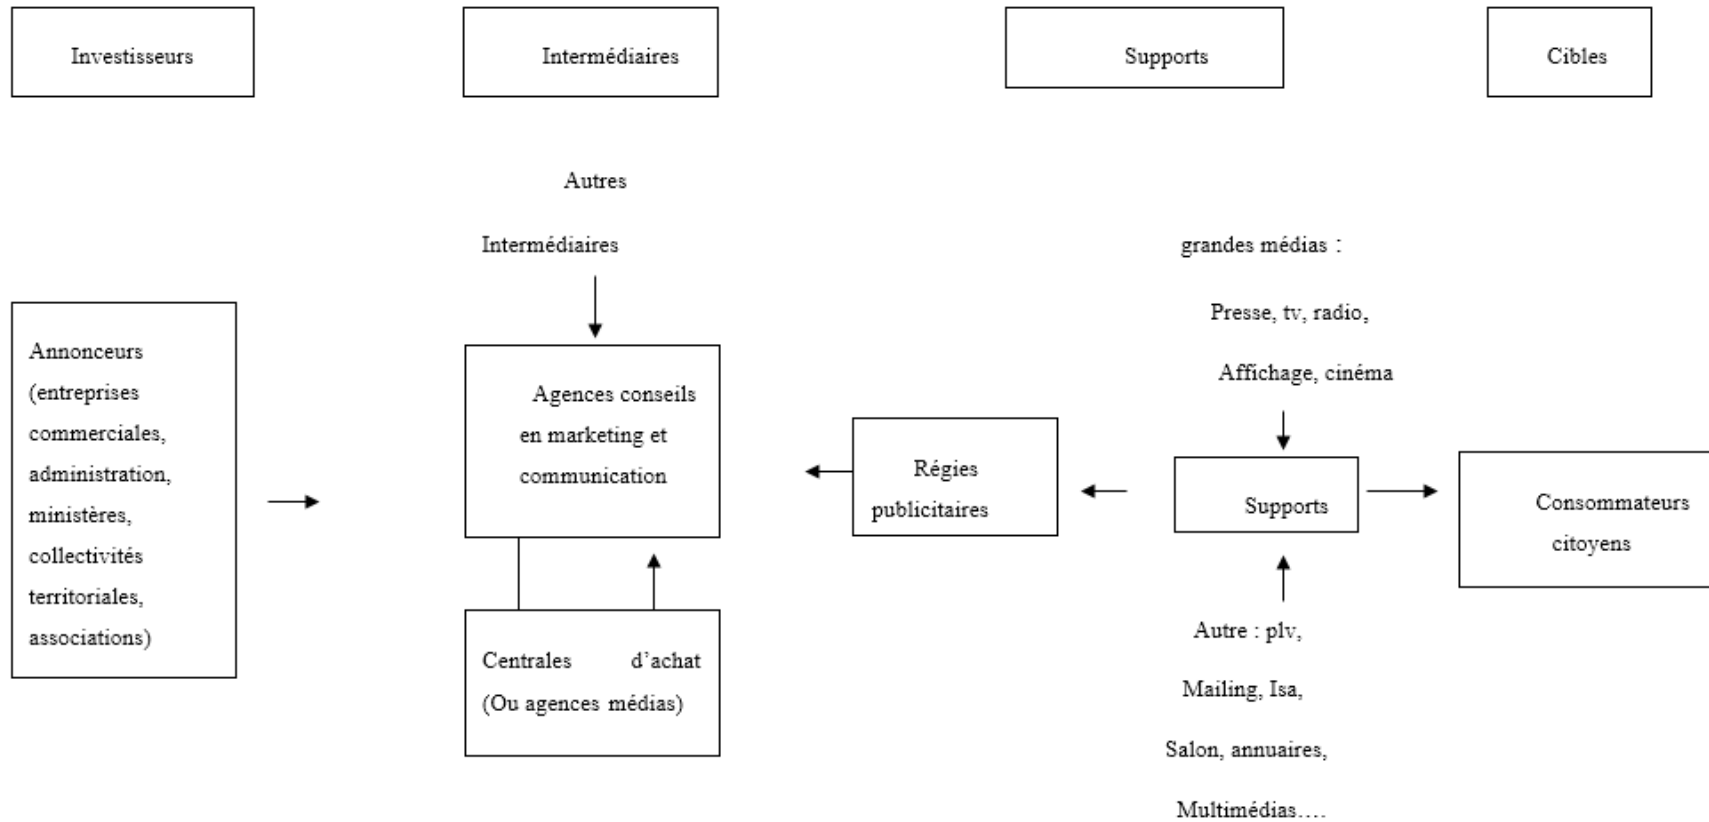 Investisseurs
Intermédiaires
Supports
Cibles
Annonceurs
(entreprises
commerciales,
administration,
ministères,
collectivités
territoriales,
associations)
Autres
Intermédiaires
Agences conseils
en marketing et
communication
Centrales d’achat
(Ou agences médias)
Régies
publicitaires
grandes médias :
Presse, tv, radio,
Affichage, cinéma
Supports
Autre : plv,
Mailing, Isa,
Salon, annuaires,
Multimédias….
Consommateurs
citoyens